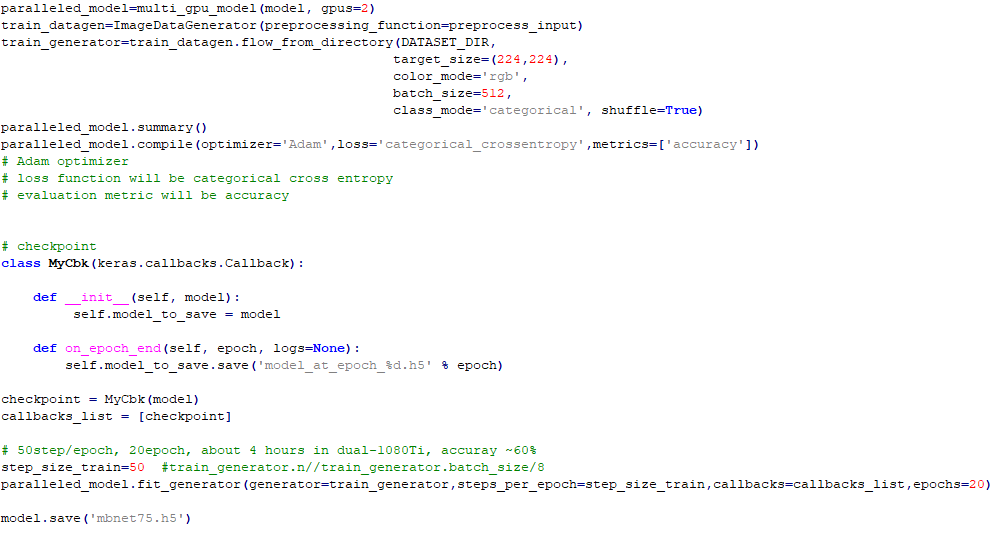 paralleled_model=multi_gpu_model(model, gpus=2)
train_datagen=ImageDataGenerator(preprocessing_function=preprocess_input)
train_generator=train_datagen.flow_from_directory(DATASET_DIR,
                                                 target_size=(224,224),
                                                 color_mode='rgb',
                                                 batch_size=512,
                                                 class_mode='categorical', shuffle=True)
paralleled_model.summary()
paralleled_model.compile(optimizer='Adam',loss='categorical_crossentropy',metrics=['accuracy'])
# Adam optimizer
# loss function will be categorical cross entropy
# evaluation metric will be accuracy
# checkpoint
class MyCbk(keras.callbacks.Callback):
    def __init__(self, model):
         self.model_to_save = model
    def on_epoch_end(self, epoch, logs=None):
        self.model_to_save.save('model_at_epoch_%d.h5' % epoch)
checkpoint = MyCbk(model)
callbacks_list = [checkpoint]
# 50step/epoch, 20epoch, about 4 hours in dual-1080Ti, accuray ~60%
step_size_train=50  #train_generator.n//train_generator.batch_size/8
paralleled_model.fit_generator(generator=train_generator,steps_per_epoch=step_size_train,callbacks=callbacks_list,epochs=20)
model.save('mbnet75.h5')